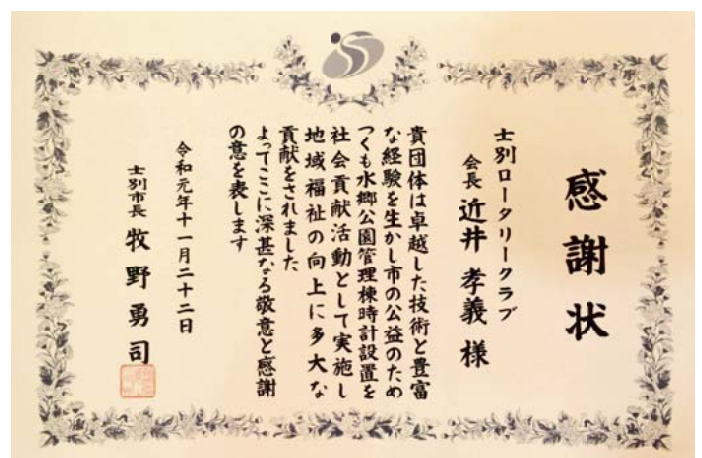 感謝状
士別ロータリークラブ
会長 近井 孝義 様
貴団体は卓越した技術と豊富
な経験を生かし市の公益のため
つくも水郷公園管理棟時計設置を
社会貢献活動として実施し
地域福祉の向上に多大な
貢献をされました
よってここに深甚なる敬意と感謝
の意を表します
令和元年十一月二十二日
士別市長 牧野勇司